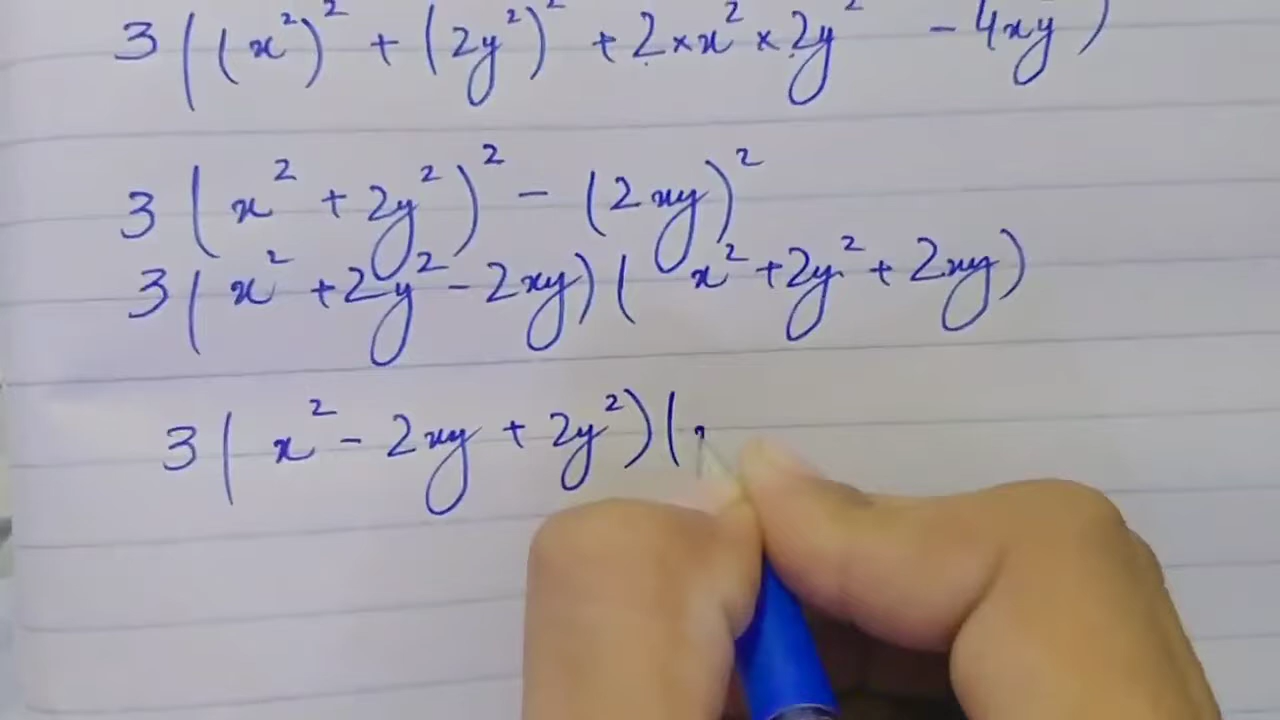 3((x²)² + (2y²)² + 2×x²×2y² - 4xy)
3(x² + 2y²)² - (2xy)²
3(x² + 2y² - 2xy)(x² + 2y² + 2xy)
3(x² - 2xy + 2y²)(